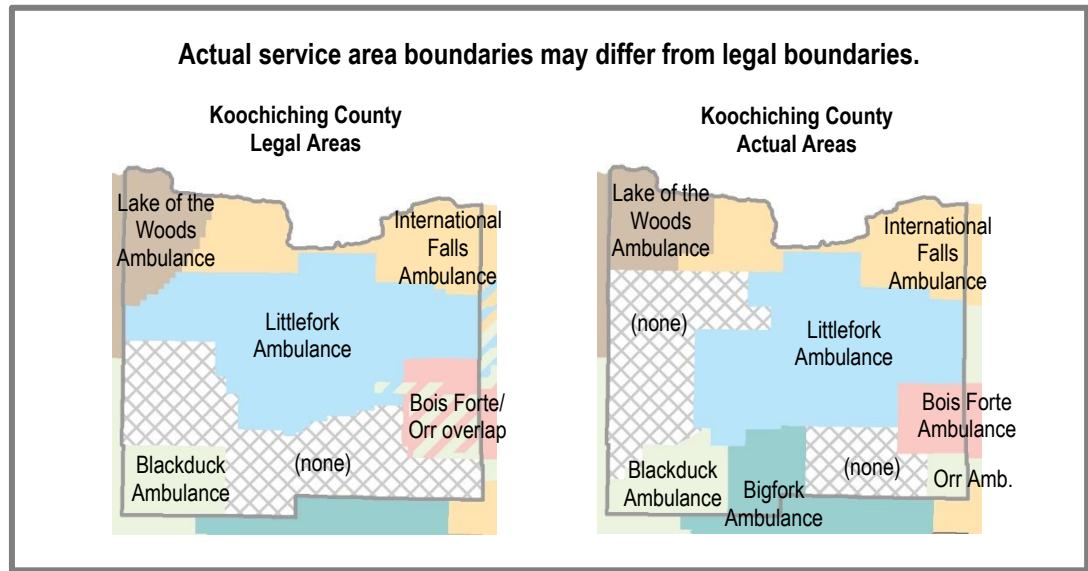 Actual service area boundaries may differ from legal boundaries.
Koochiching County
Legal Areas
Lake of the
Woods
Ambulance
International
Falls
Ambulance
Littlefork
Ambulance
Bois Forte/
Orr overlap
(none)
Blackduck
Ambulance
Koochiching County
Actual Areas
Lake of the
Woods
Ambulance
International
Falls
Ambulance
(none)
Littlefork
Ambulance
Bois Forte
Ambulance
(none)
Orr Amb.
Blackduck
Ambulance
Bigfork
Ambulance